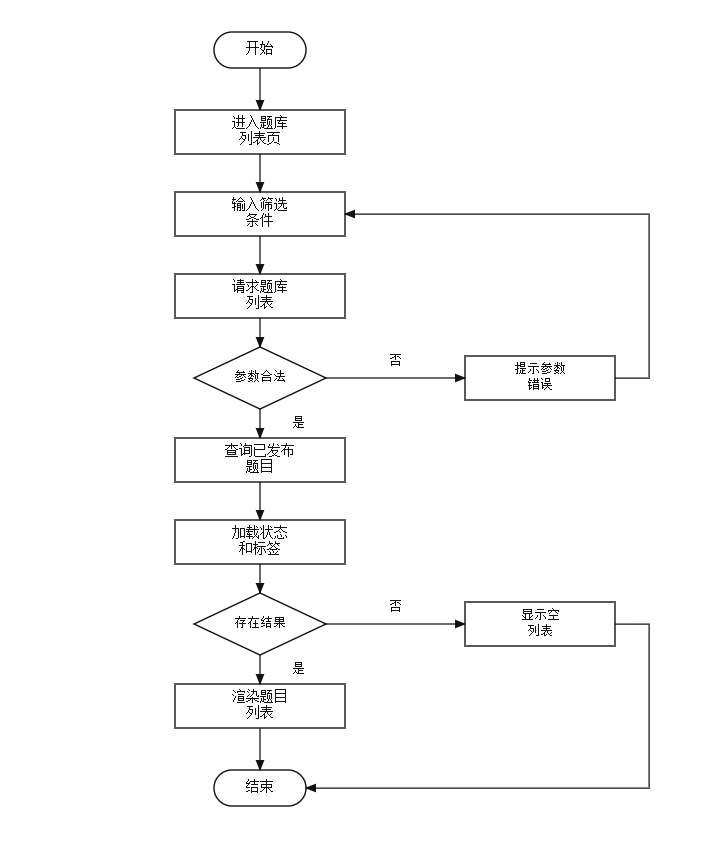 开始
进入题库
列表页
输入筛选
条件
请求题库
列表
参数合法
否
提示参数
错误
是
查询已发布
题目
加载状态
和标签
存在结果
否
显示空
列表
是
渲染题目
列表
结束